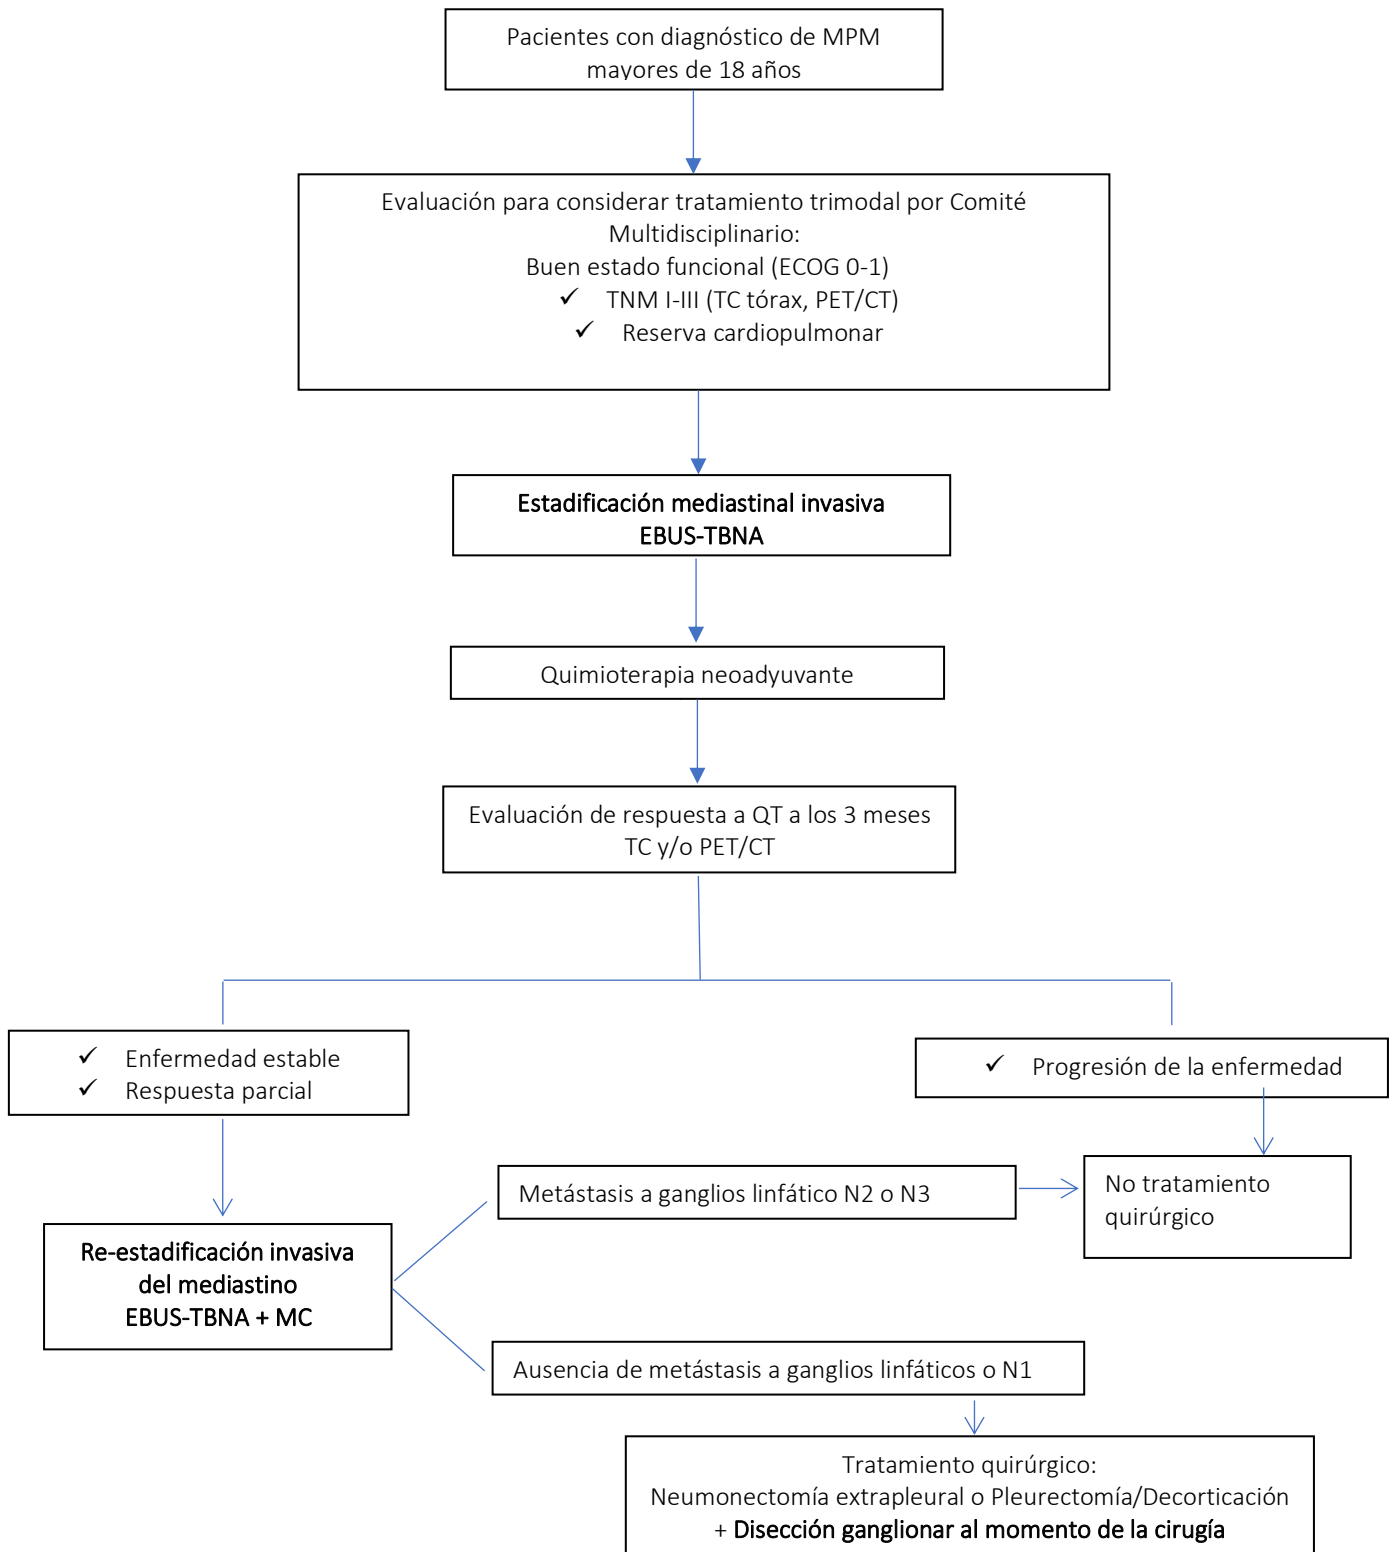 Pacientes con diagnóstico de MPM
mayores de 18 años
Evaluación para considerar tratamiento trimodal por Comité
Multidisciplinario:
Buen estado funcional (ECOG 0-1)
✓ TNM I-III (TC tórax, PET/CT)
✓ Reserva cardiopulmonar
Estadificación mediastinal invasiva
EBUS-TBNA
Quimioterapia neoadyuvante
Evaluación de respuesta a QT a los 3 meses
TC y/o PET/CT
✓ Enfermedad estable
✓ Respuesta parcial
✓ Progresión de la enfermedad
Metástasis a ganglios linfático N2 o N3
No tratamiento
quirúrgico
Re-estadificación invasiva
del mediastino
EBUS-TBNA + MC
Ausencia de metástasis a ganglios linfáticos o N1
Tratamiento quirúrgico:
Neumonectomía extrapleural o Pleurectomía/Decorticación
+ Disección ganglionar al momento de la cirugía